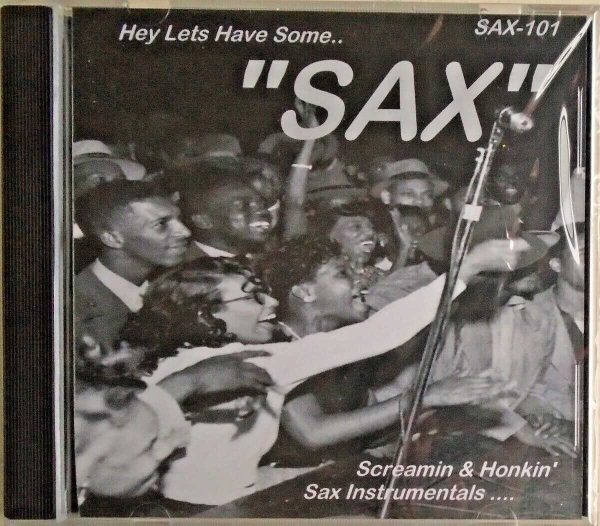 Hey Lets Have Some..
SAX-101
"SAX"
Screamin & Honkin'
Sax Instrumentals ....